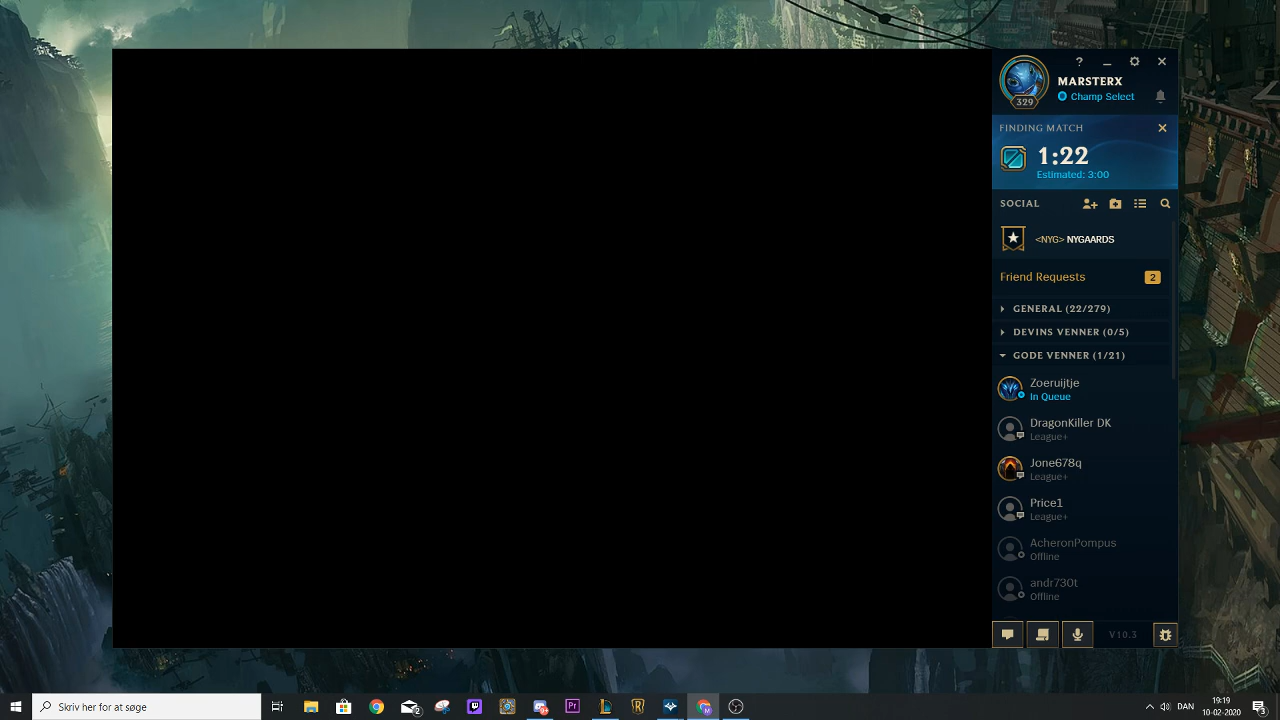 ?
MARSTERX
Champ Select
329
FINDING MATCH
1:22
Estimated: 3:00
SOCIAL
<NYG> NYGAARDS
Friend Requests 2
GENERAL (22/279)
DEVINS VENNER (0/5)
GODE VENNER (1/21)
Zoeruijtje
In Queue
DragonKiller DK
League+
Jone678q
League+
Price1
League+
AcheronPompus
Offline
andr730t
Offline
V10.3
Skriv her for at søge
2
Pr
R
M
DAN
19:19
10-02-2020